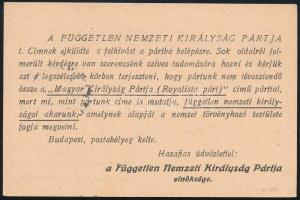 A FÜGGETLEN NEMZETI KIRÁLYSÁG PÁRTJA
t. Címnek elküldte a felhívást a pártba belépésre. Sok oldalról fel-
merült kérdésre van szerencsénk szíves tudomására hozni és kérjük
azt legszélesebb körben terjeszteni, hogy pártunk nem tévesztendő
össze a „Magyar Királyság Pártja (Royalista párt)" című párttal,
mert mi, mint pártunk címe is mutatja, független nemzeti király-
ságot akarunk, amelynek alapját a nemzet törvényhozó testülete
fogja megvetni.
Budapest, postabélyeg kelte.
Hazafias üdvözlettel:
a Független Nemzeti Királyság Pártja
elnöksége.